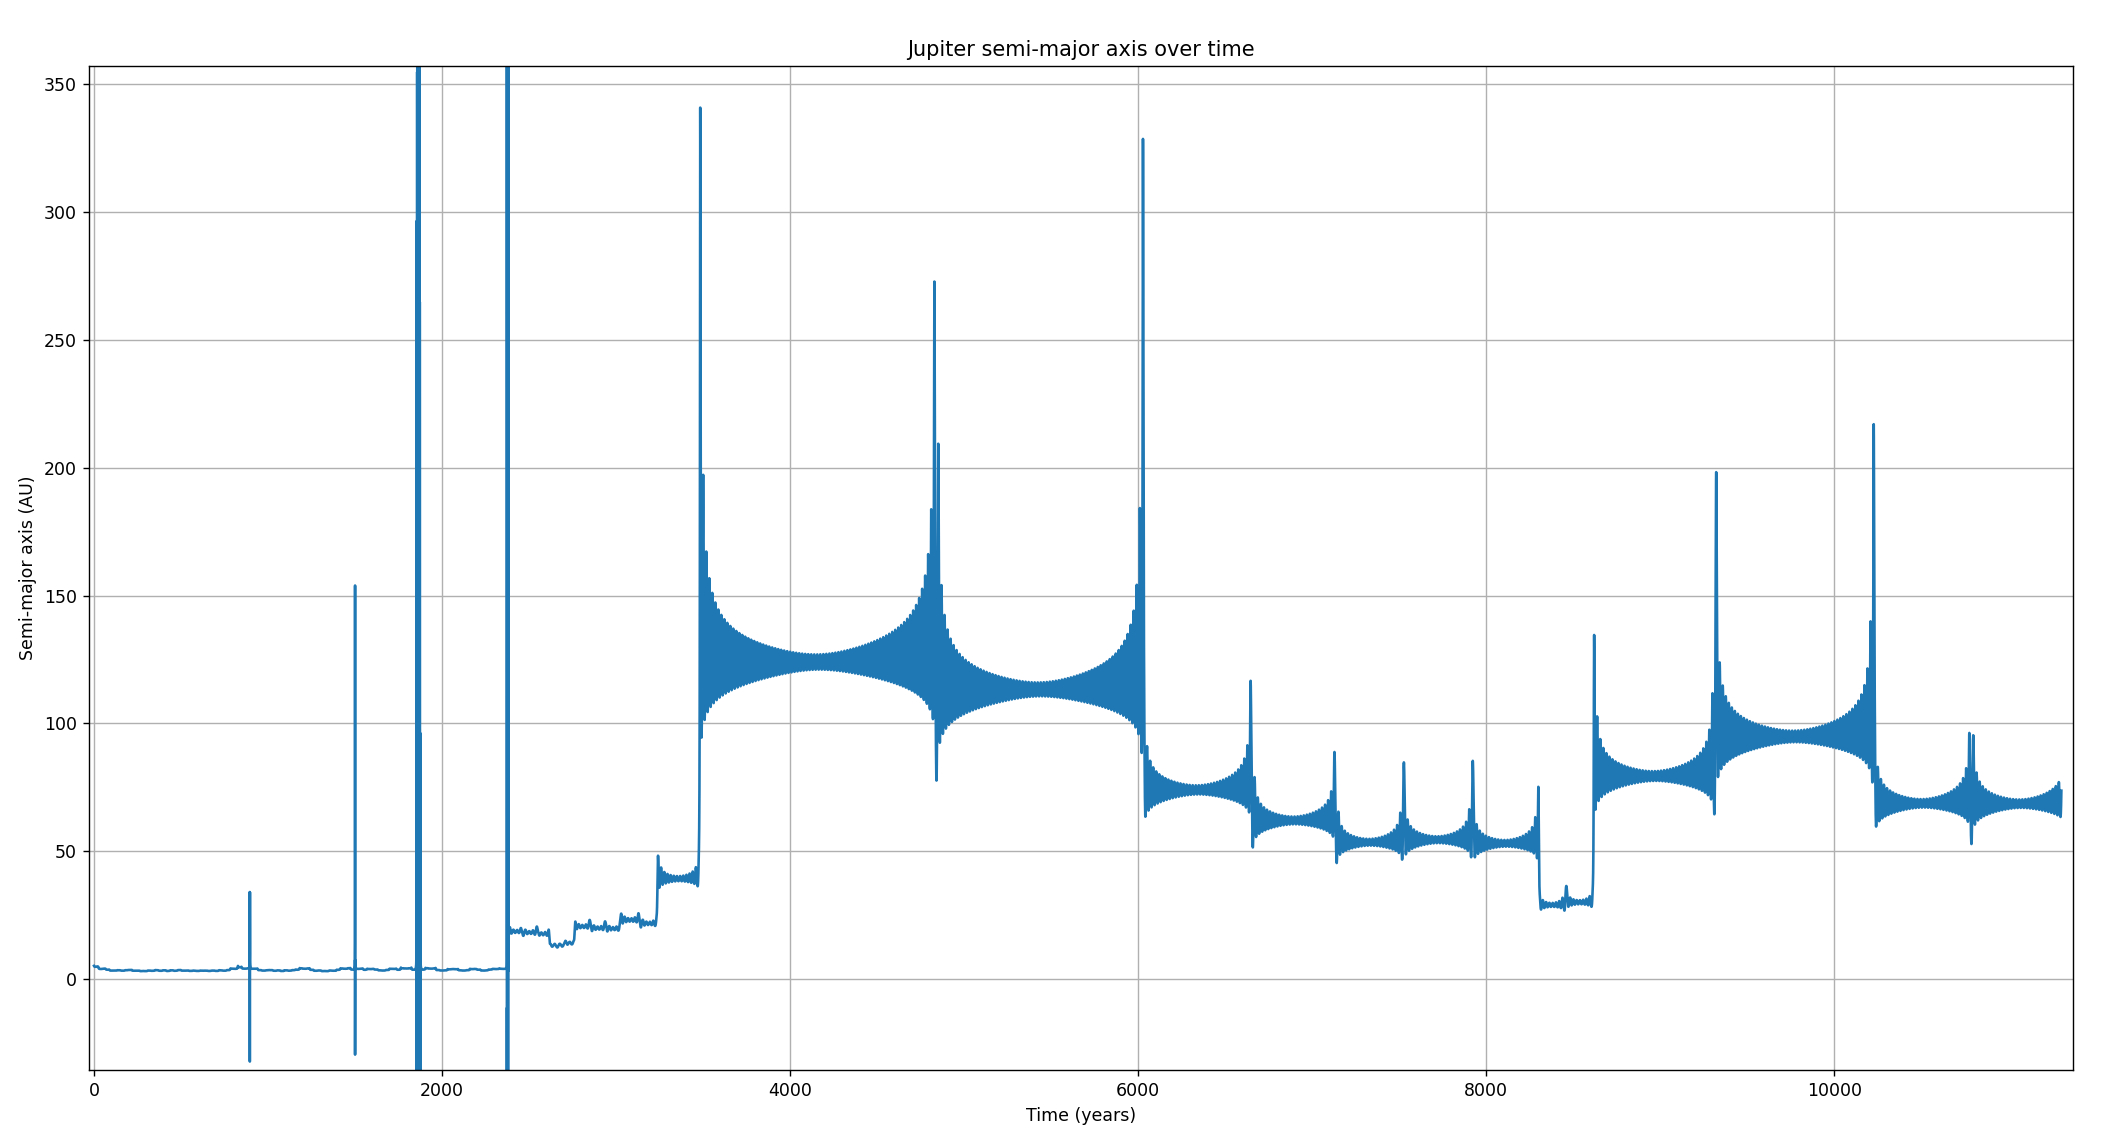 Jupiter semi-major axis over time
350
300
250
200
150
100
50
0
Semi-major axis (AU)
0 2000 4000 6000 8000 10000
Time (years)